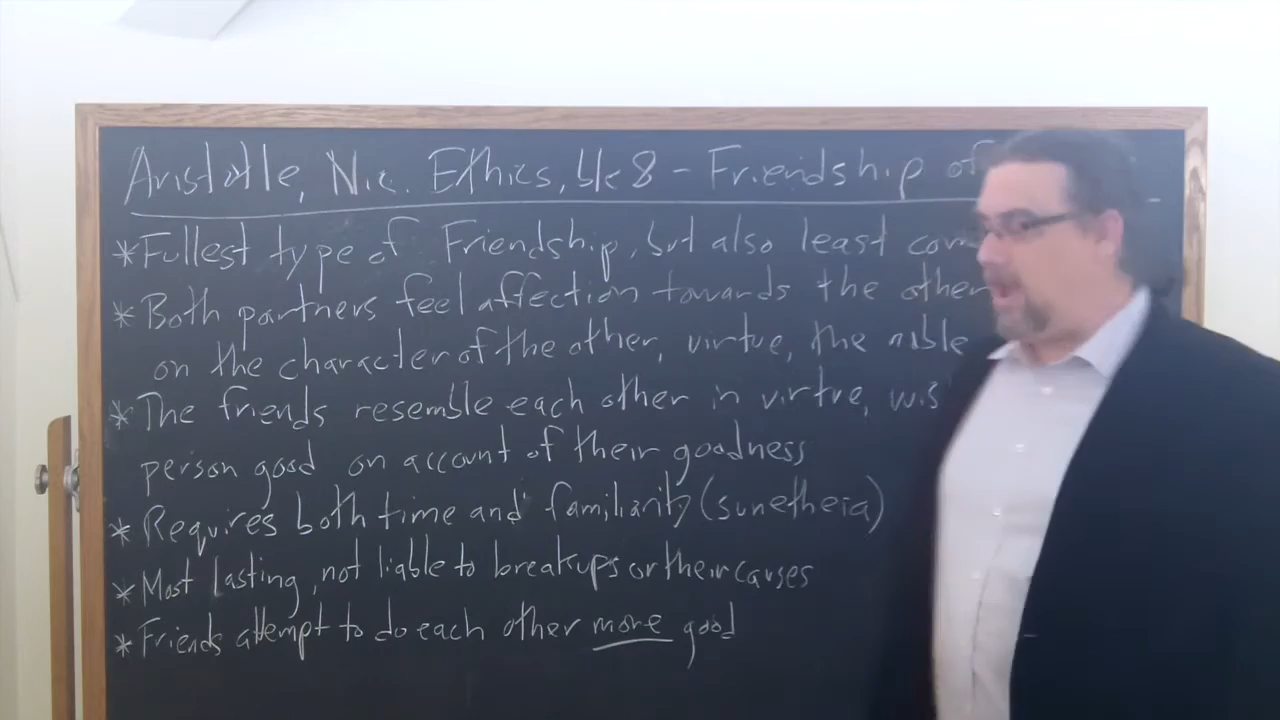 Aristotle, Nic. Ethics, bk 8 - Friendship of
* Fullest type of Friendship, but also least com
* Both partners feel affection towards the other
on the character of the other, virtue, the noble
* The friends resemble each other in virtue, wis
person good on account of their goodness
* Requires both time and familiarity (sunetheia)
* Most lasting, not liable to breakups or their causes
* Friends attempt to do each other more good